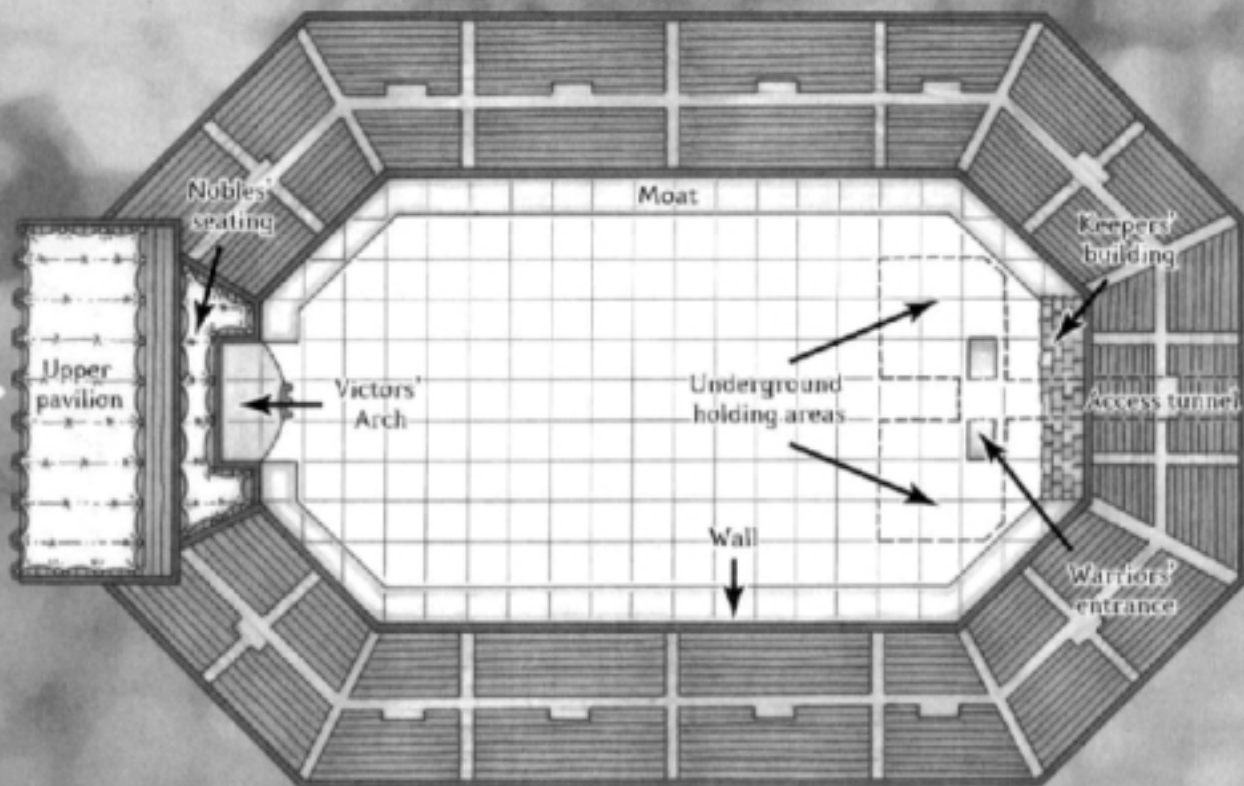 Moat
Nobles'
seating
Keepers'
building
Upper
pavilion
Victors'
Arch
Underground
holding areas
Access tunnel
Wall
Warriors'
entrance